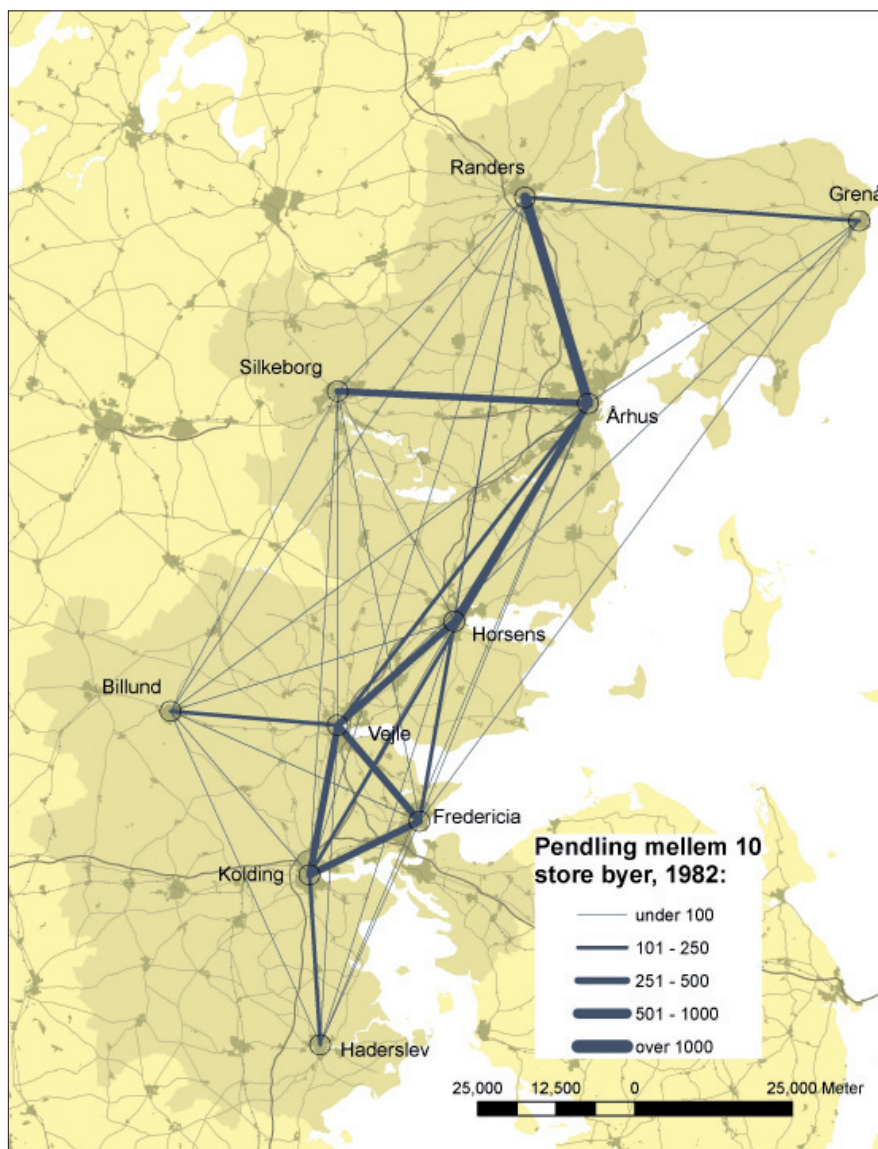 Randers
Grenå
Silkeborg
Århus
Horsens
Billund
Vejle
Fredericia
Kolding
Haderslev
Pendling mellem 10
store byer, 1982:
under 100
101 - 250
251 - 500
501 - 1000
over 1000
25,000 12,500 0 25,000 Meter